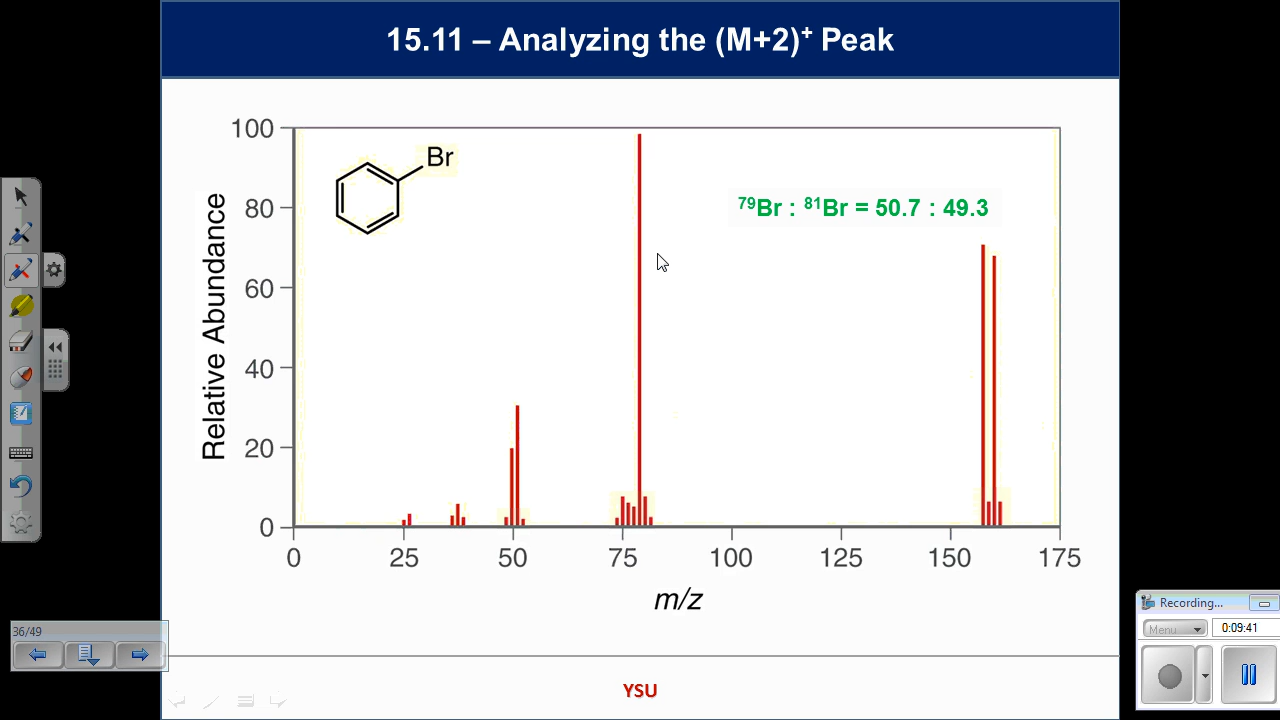 15.11 – Analyzing the (M+2)⁺ Peak
100
80
60
40
20
0
Relative Abundance
Br
⁷⁹Br : ⁸¹Br = 50.7 : 49.3
0 25 50 75 100 125 150 175
m/z
YSU
36/49
Recording...
Menu
0:09:41